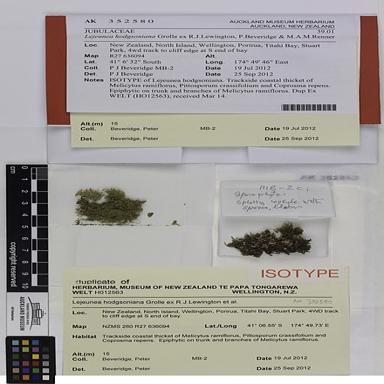 AK 352580 AUCKLAND MUSEUM HERBARIUM
AUCKLAND, NEW ZEALAND
JUBULACEAE 39.01
Lejeunea hodgsoniana Grolle ex R.J.Lewington, P.Beveridge & M.A.M.Renner
Loc. New Zealand, North Island, Wellington, Porirua, Titahi Bay, Stuart
Park, 4wd track to cliff edge at S end of bay
Map R27 636094
Lat. 41° 6' 32" South Long. 174° 49' 46" East
Coll. P J Beveridge MB-2 Date 19 Jul 2012
Det. P J Beveridge Date 25 Sep 2012
Notes ISOTYPE of Lejeunea hodgsoniana. Trackside coastal thicket of
Melicytus ramiflorus, Pittosporum crassifolium and Coprosma repens.
Epiphytic on trunk and branches of Melicytus ramiflorus. Dup Ex
WELT (H012563), received Mar 14.
Alt.(m) 15
Coll. Beveridge, Peter MB-2 Date 19 Jul 2012
Det. Beveridge, Peter Date 25 Sep 2012
MB-2
ISOTYPE
duplicate of
HERBARIUM, MUSEUM OF NEW ZEALAND TE PAPA TONGAREWA
WELT H012563 WELLINGTON, N.Z.
Lejeunea hodgsoniana Grolle ex R.J.Lewington et al.
Loc. New Zealand, North Island, Wellington, Porirua, Titahi Bay, Stuart Park, 4WD track
to cliff edge at S end of bay
Map NZMS 260 R27 636094 Lat./Long 41° 06.55' S 174° 49.73' E
Habitat Trackside coastal thicket of Melicytus ramiflorus, Pittosporum crassifolium and
Coprosma repens. Epiphytic on trunk and branches of Melicytus ramiflorus.
Alt.(m) 15
Coll. Beveridge, Peter MB-2 Date 19 Jul 2012
Det. Beveridge, Peter Date 25 Sep 2012